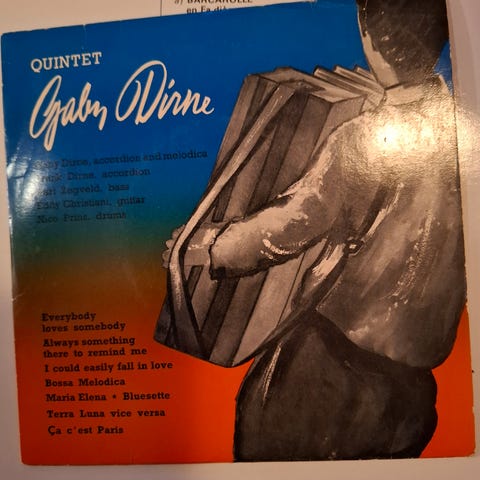 a) BARCAROLLE
QUINTET
Gaby Dirne
Gaby Dirne, accordion and melodica
Dirne, accordion
Zegveld, bass
Eddy Christiani, guitar
Nico Prins, drums
Everybody
loves somebody
Always something
there to remind me
I could easily fall in love
Bossa Melodica
Maria Elena * Bluesette
Terra Luna vice versa
Ça c'est Paris